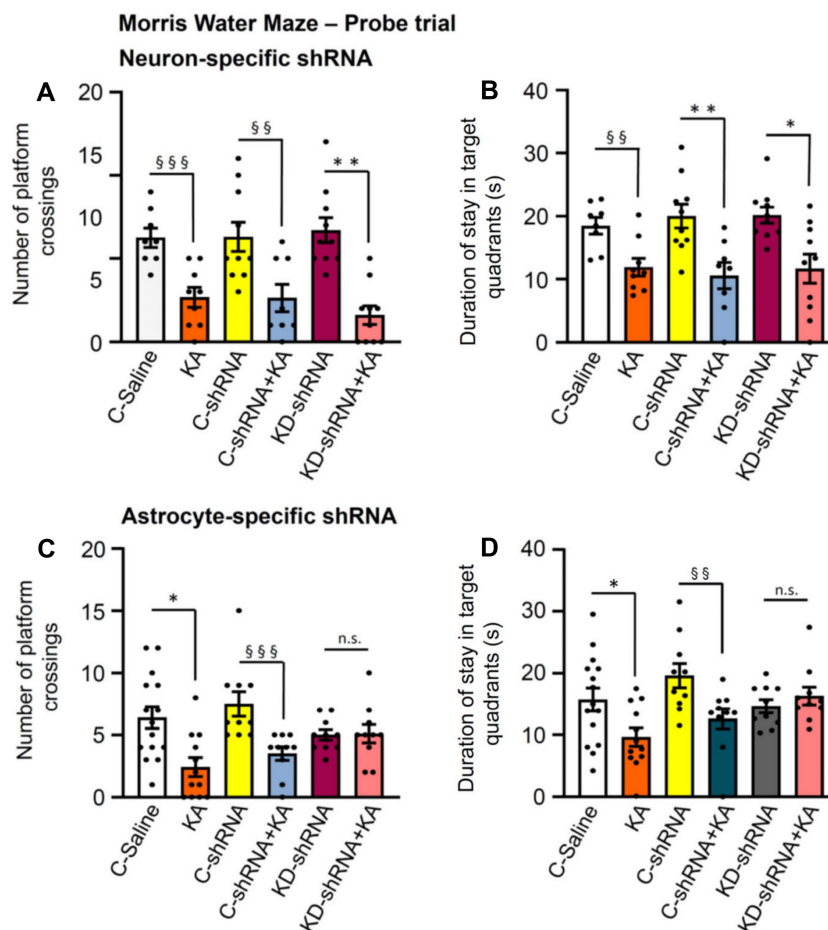 Morris Water Maze – Probe trial
Neuron-specific shRNA
A
Number of platform
crossings
20
15
10
5
0
§§§
§§
**
C-Saline
KA
C-shRNA
C-shRNA+KA
KD-shRNA
KD-shRNA+KA
B
Duration of stay in target
quadrants (s)
40
30
20
10
0
§§
**
*
C-Saline
KA
C-shRNA
C-shRNA+KA
KD-shRNA
KD-shRNA+KA
Astrocyte-specific shRNA
C
Number of platform
crossings
20
15
10
5
0
*
§§§
n.s.
C-Saline
KA
C-shRNA
C-shRNA+KA
KD-shRNA
KD-shRNA+KA
D
Duration of stay in target
quadrants (s)
40
30
20
10
0
*
§§
n.s.
C-Saline
KA
C-shRNA
C-shRNA+KA
KD-shRNA
KD-shRNA+KA